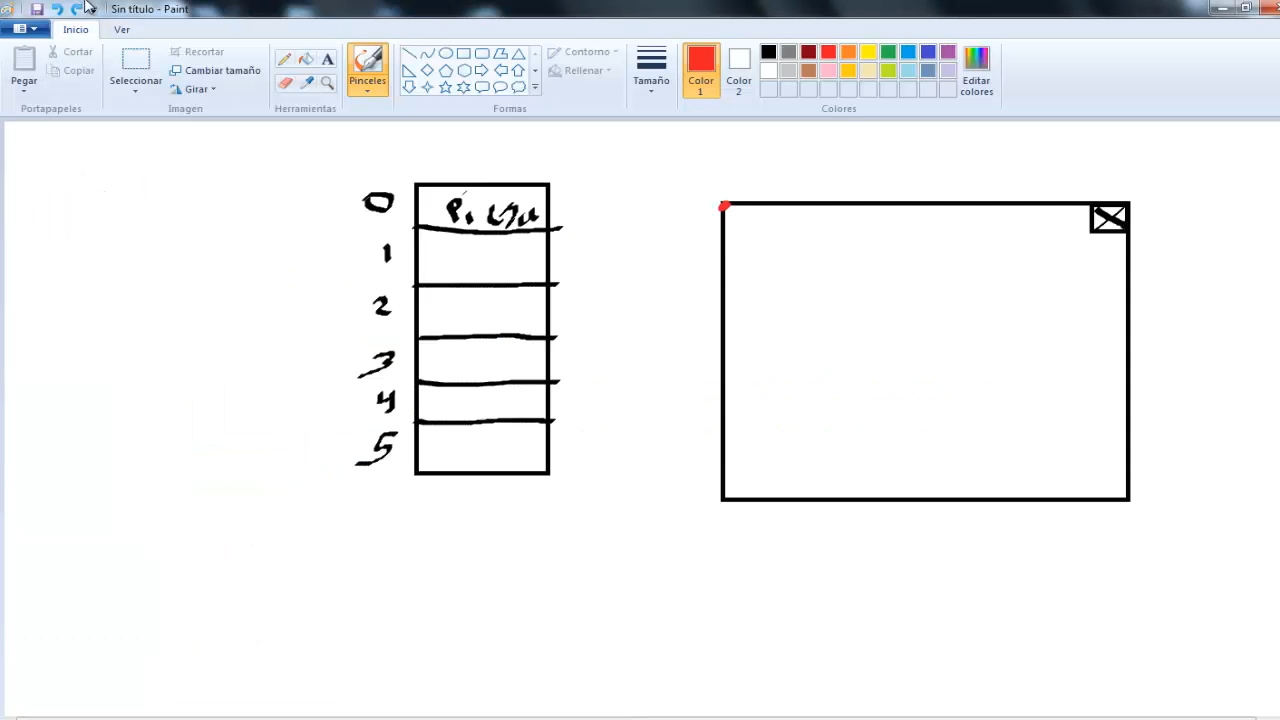 Sin título - Paint
Inicio Ver
Pegar
Cortar
Copiar
Portapapeles
Seleccionar
Recortar
Cambiar tamaño
Girar
Imagen
Herramientas
Pinceles
Formas
Contorno
Rellenar
Tamaño
Color 1
Color 2
Editar colores
Colores
0
1
2
3
4
5